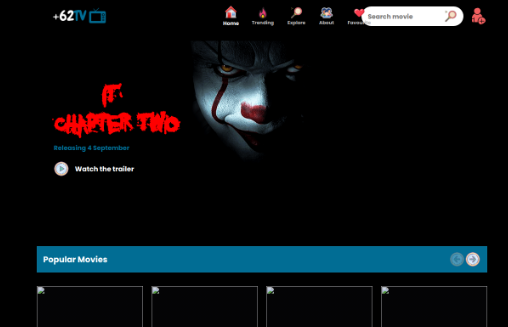 +62TV
Home
Trending
Explore
About
Favourite
Search movie
IT.
CHAPTER TWO
Releasing 4 September
Watch the trailer
Popular Movies